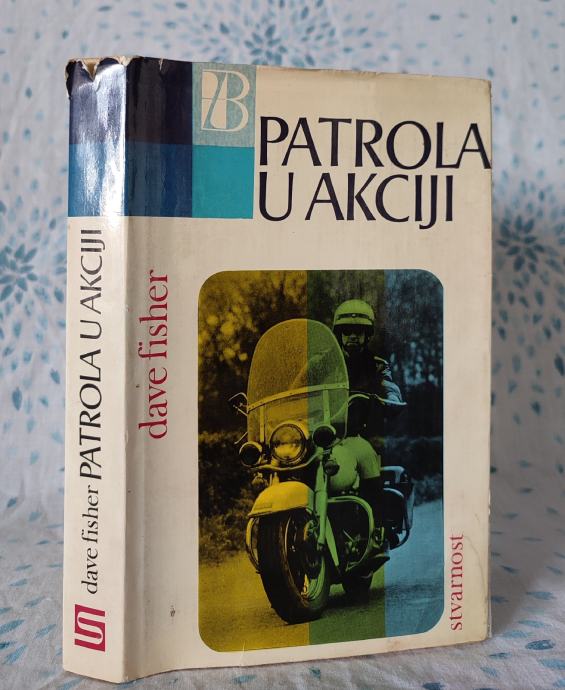 PATROLA
U AKCIJI
dave fisher
stvarnost
dave fisher PATROLA U AKCIJI